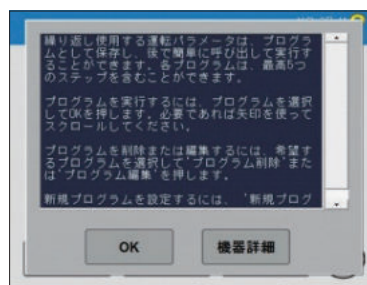 繰り返し使用する運転パラメータは、プログラ
ムとして保存し、後で簡単に呼び出して実行す
ることができます。各プログラムは、最高5つ
のステップを含むことができます。
プログラムを実行するには、プログラムを選択
してOKを押します。必要であれば矢印を使って
スクロールしてください。
プログラムを削除または編集するには、希望す
るプログラムを選択して'プログラム削除'また
は'プログラム編集'を押します。
新規プログラムを設定するには、'新規プログ
OK
機器詳細